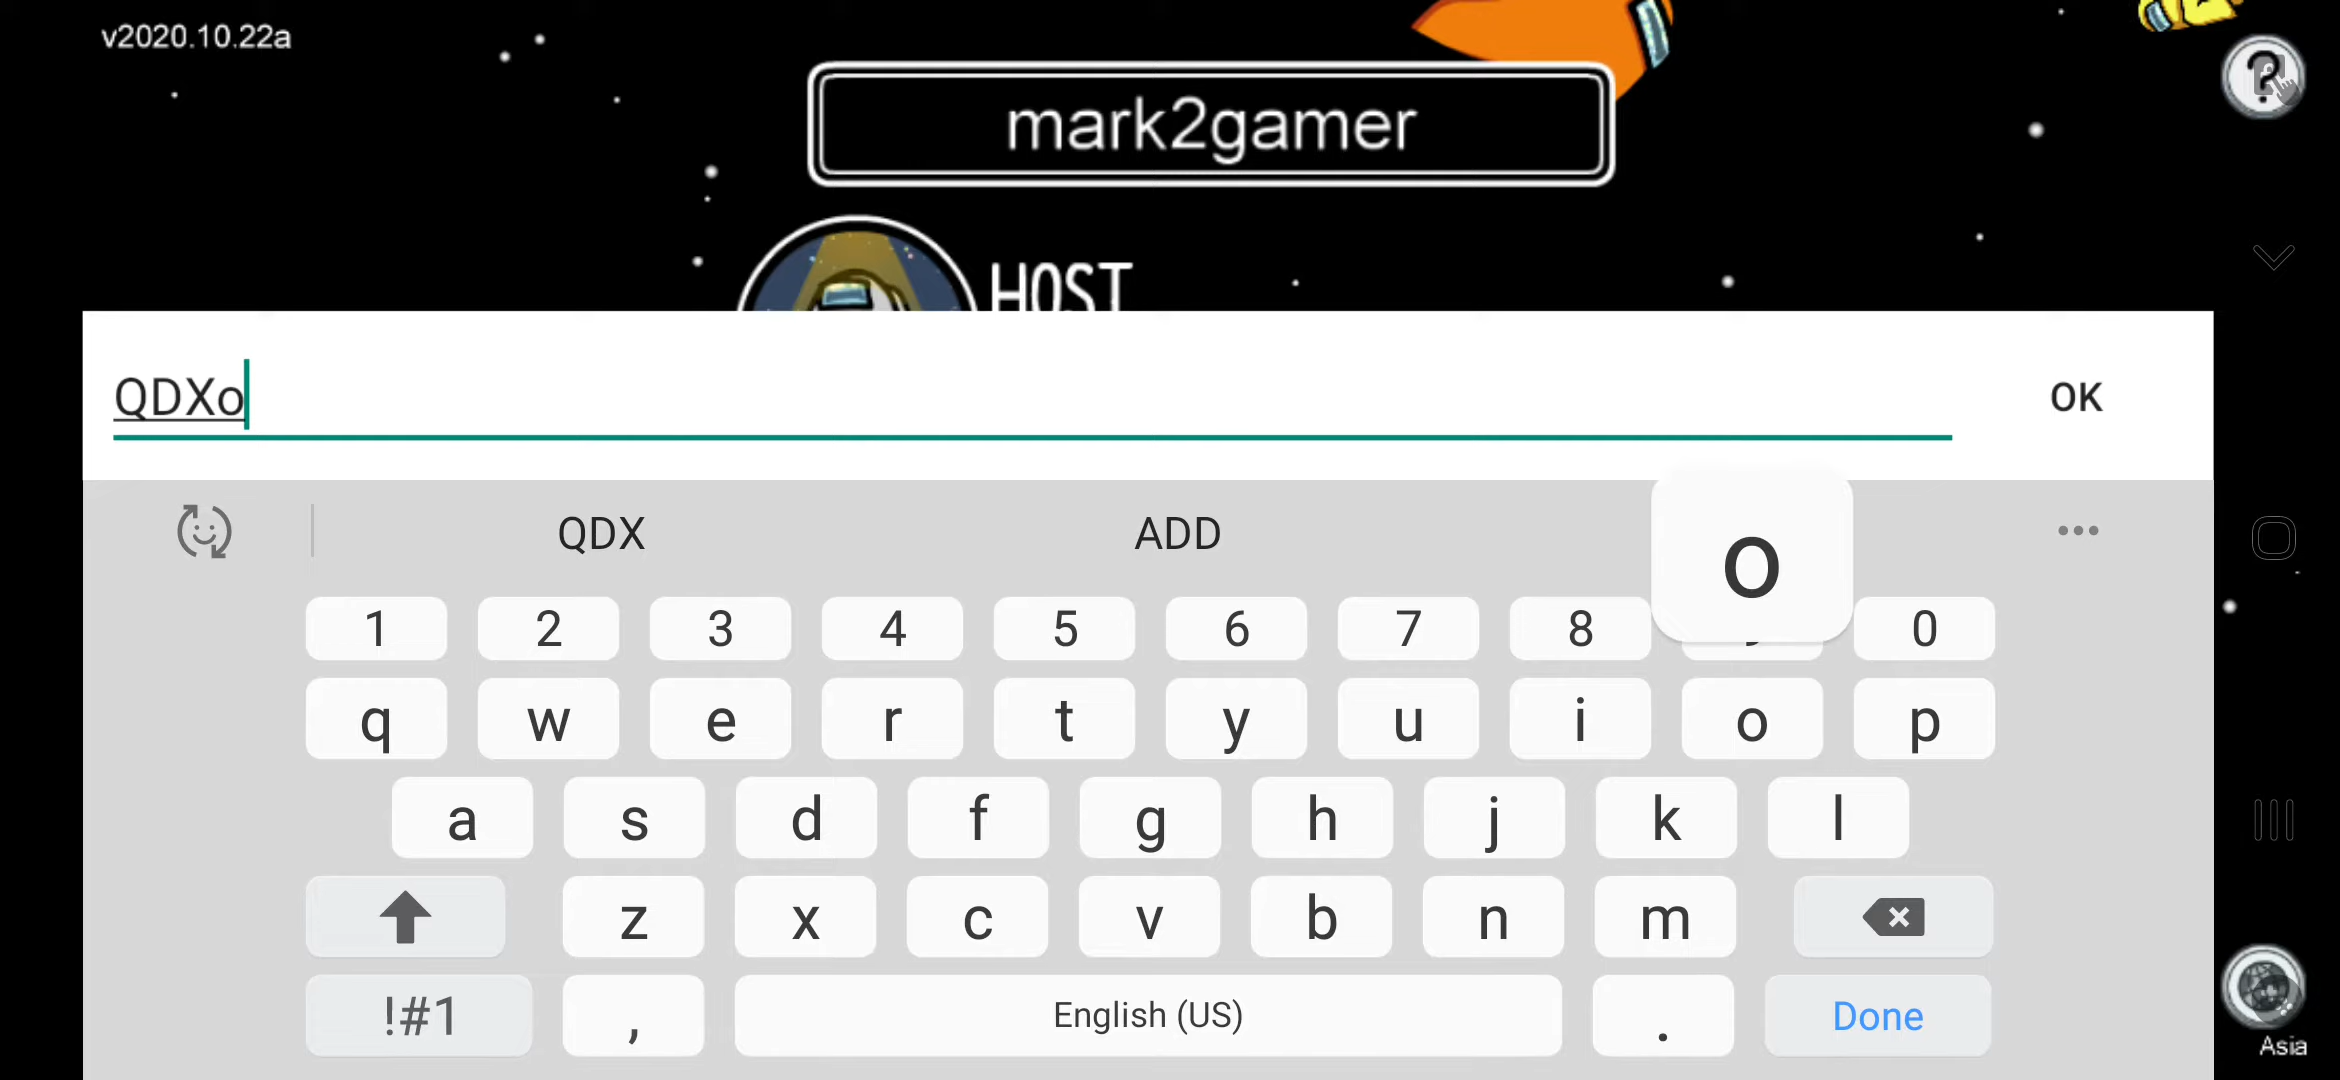 v2020.10.22a
mark2gamer
HOST
QDXo
OK
QDX ADD o
1 2 3 4 5 6 7 8 0
q w e r t y u i o p
a s d f g h j k l
z x c v b n m
!#1 , English (US) . Done
?
Asia